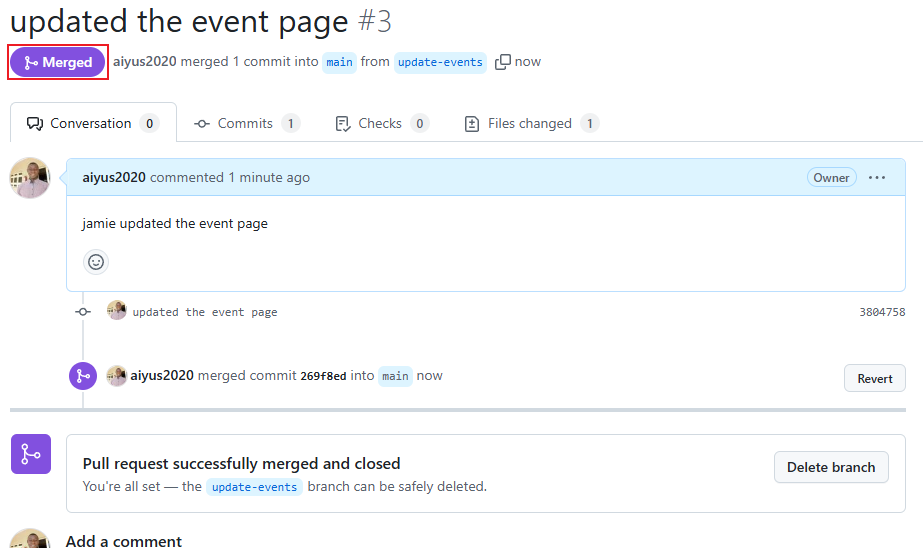 updated the event page #3
Merged aiyus2020 merged 1 commit into main from update-events now
Conversation 0 Commits 1 Checks 0 Files changed 1
aiyus2020 commented 1 minute ago Owner
jamie updated the event page
updated the event page 3804758
aiyus2020 merged commit 269f8ed into main now Revert
Pull request successfully merged and closed
You're all set — the update-events branch can be safely deleted.
Delete branch
Add a comment